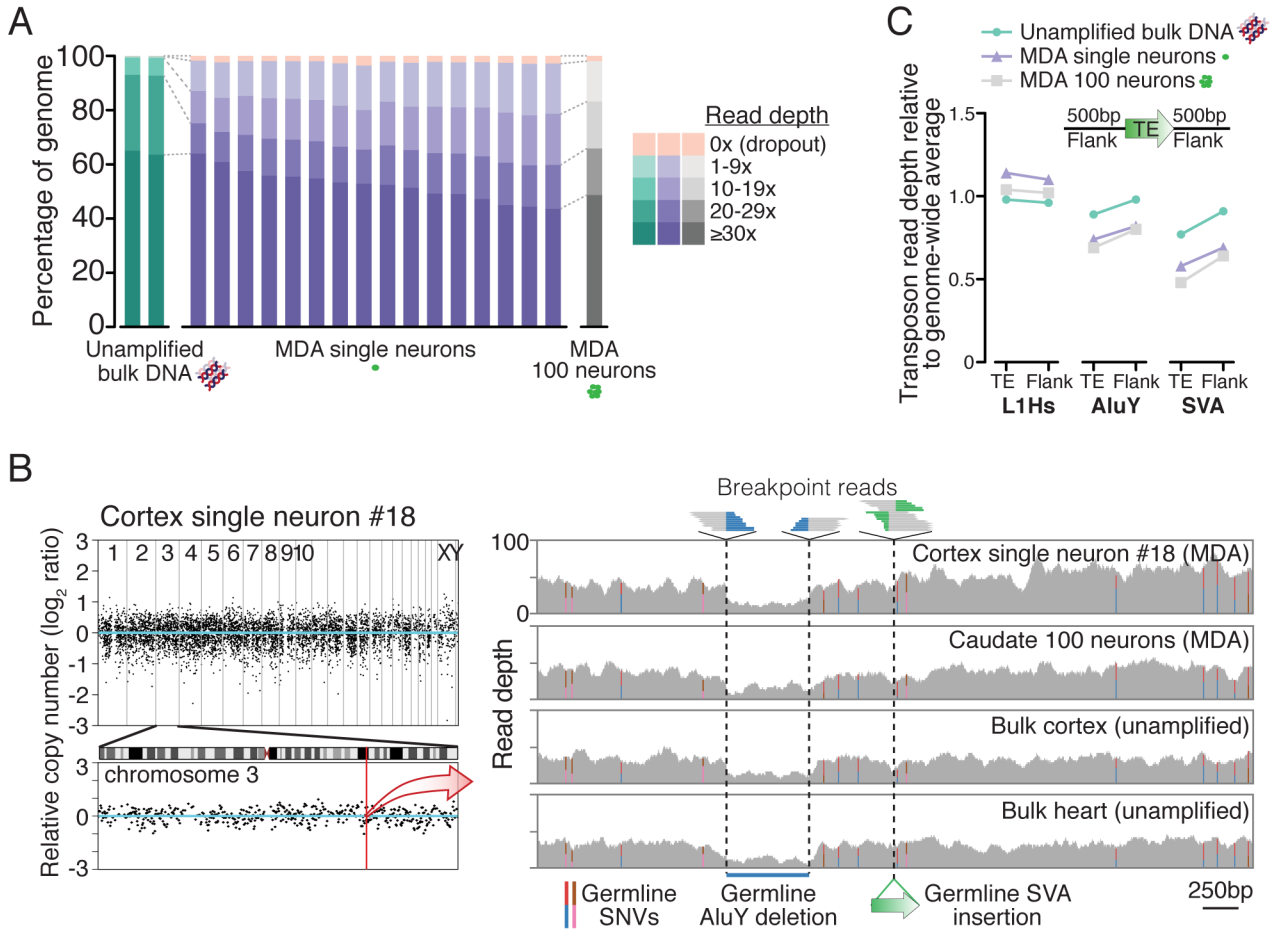 A
Percentage of genome
100
80
60
40
20
0
Unamplified
bulk DNA
MDA single neurons
MDA
100 neurons
Read depth
0x (dropout)
1-9x
10-19x
20-29x
≥30x
C
Unamplified bulk DNA
MDA single neurons
MDA 100 neurons
Transposon read depth relative
to genome-wide average
1.5
1.0
0.5
0
500bp
Flank
TE
500bp
Flank
TE Flank
TE Flank
TE Flank
L1Hs
AluY
SVA
B
Cortex single neuron #18
Relative copy number (log2 ratio)
3
2
1
0
-1
-2
-3
1 2 3 4 5 6 7 8 9 10 X Y
chromosome 3
3
0
-3
Breakpoint reads
Read depth
100
0
Cortex single neuron #18 (MDA)
Caudate 100 neurons (MDA)
Bulk cortex (unamplified)
Bulk heart (unamplified)
Germline
SNVs
Germline
AluY deletion
Germline SVA
insertion
250bp